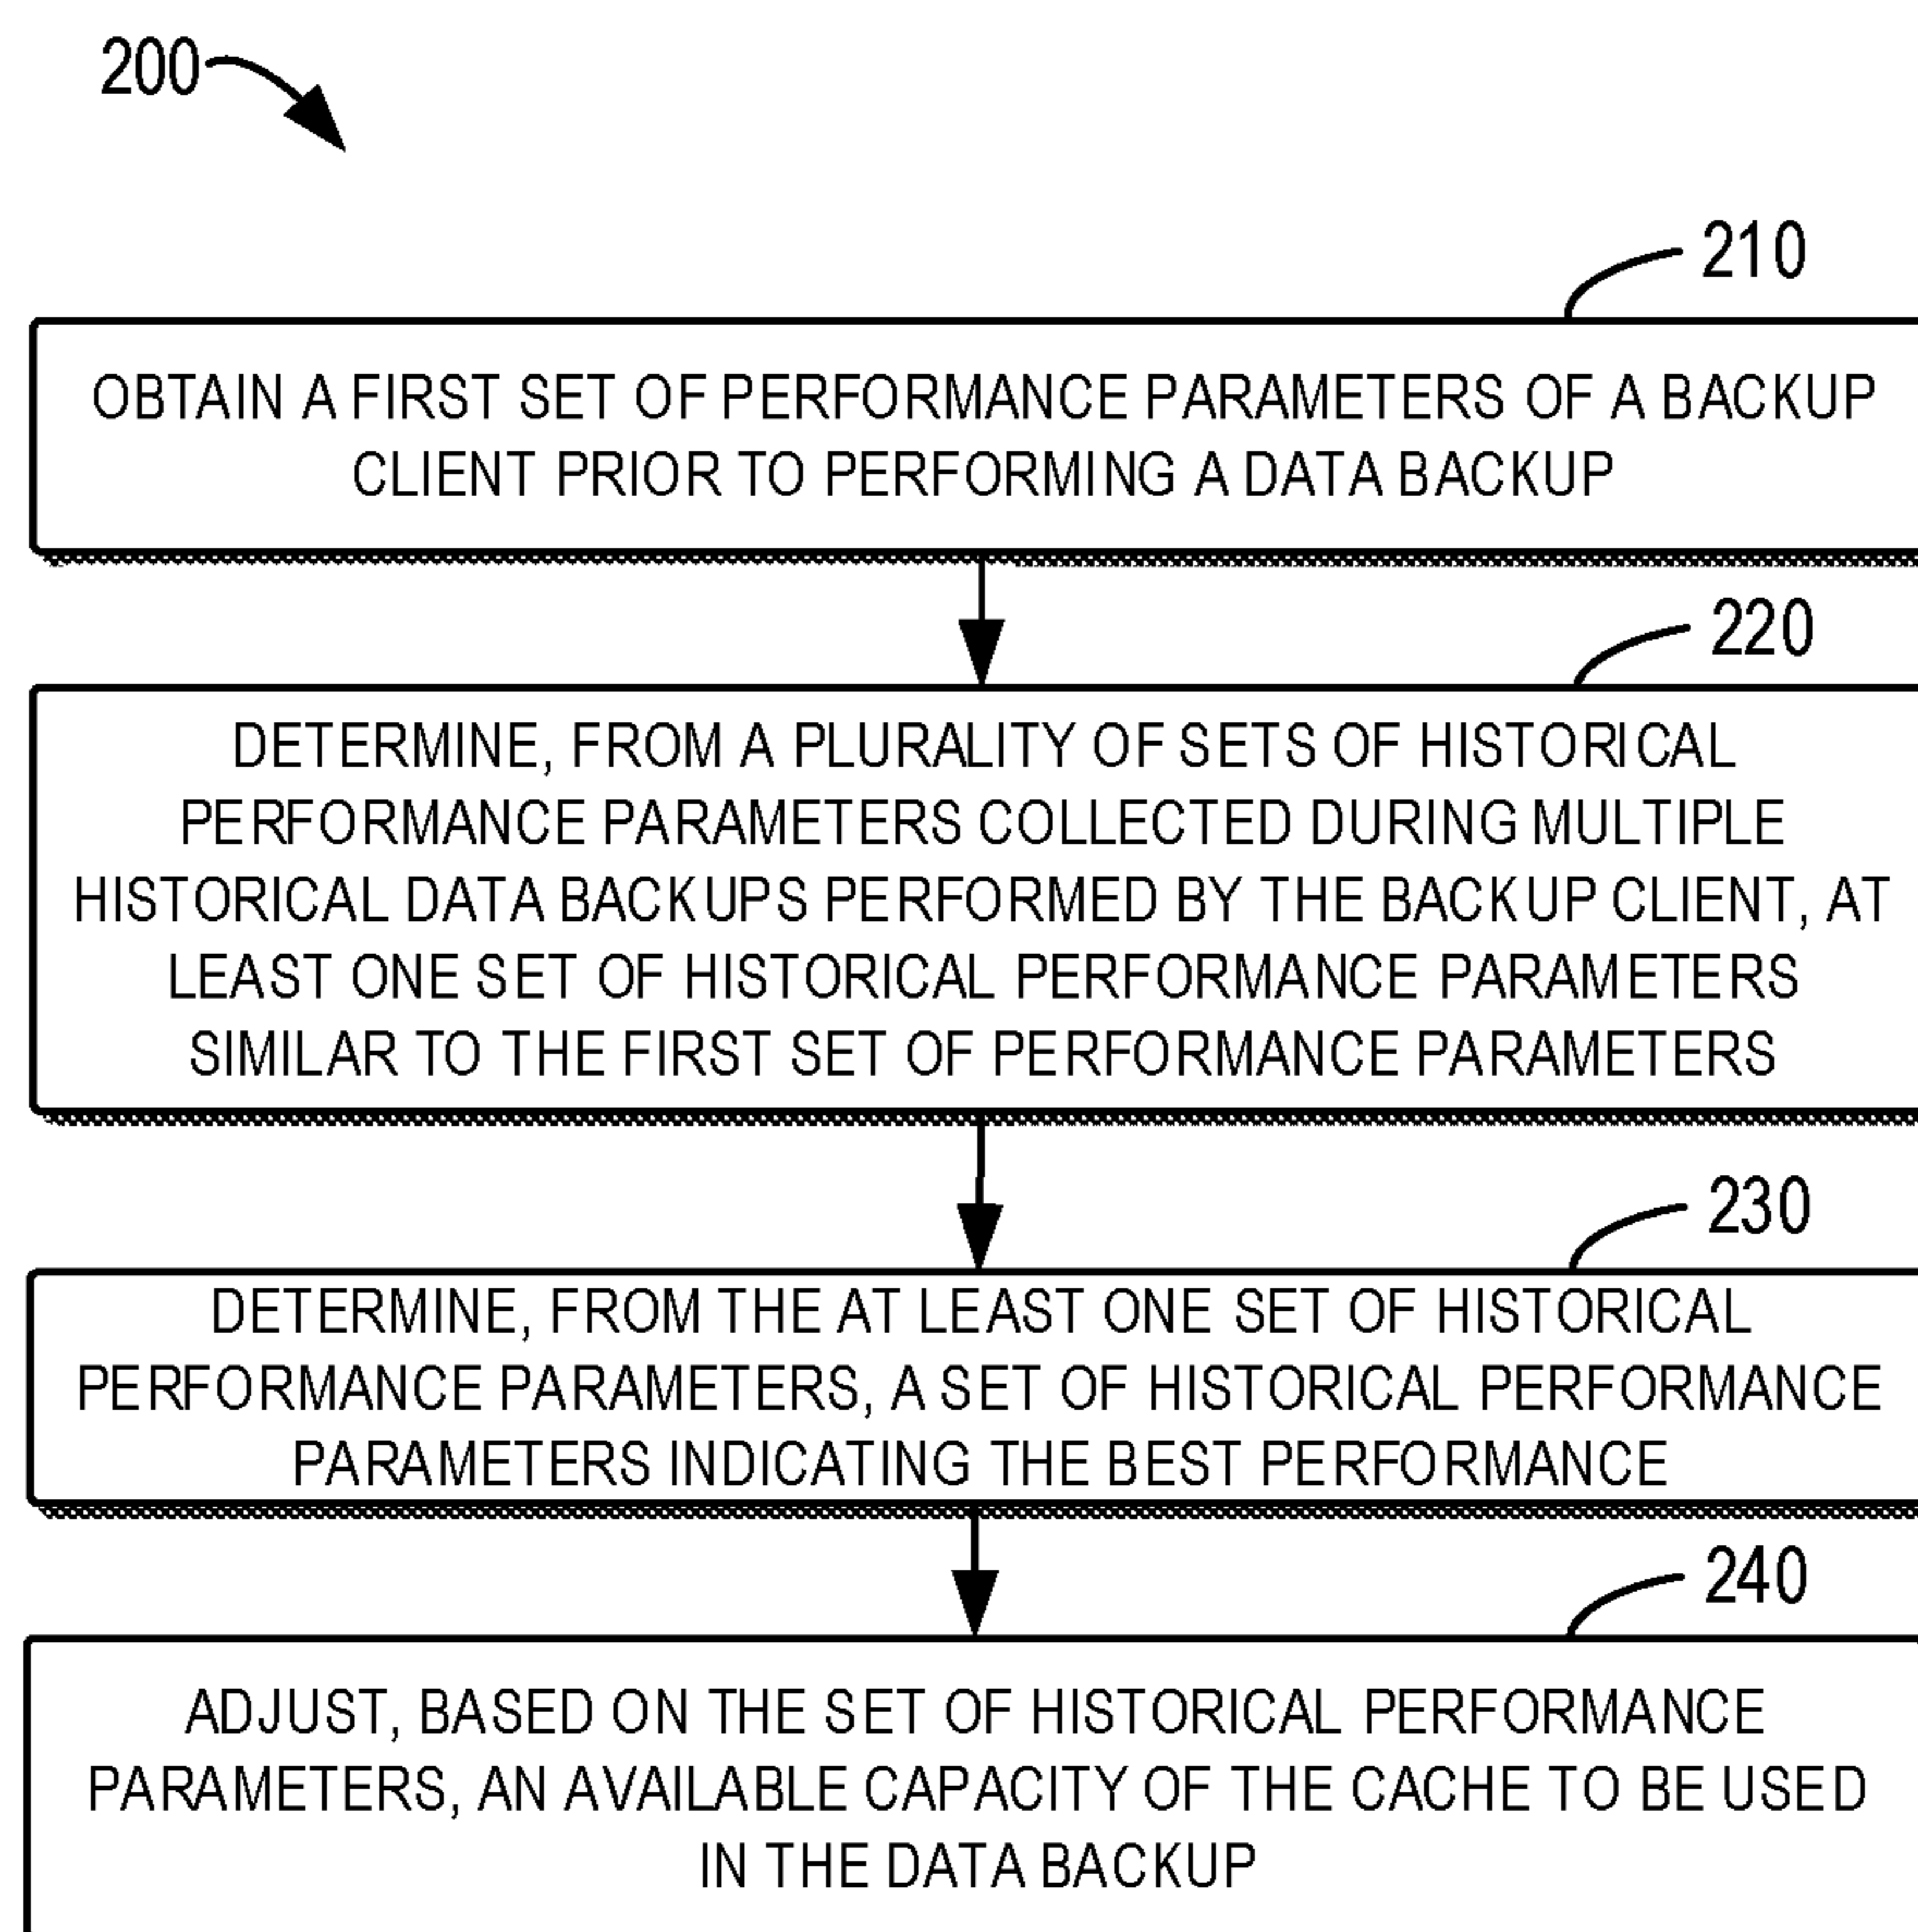 200
210
OBTAIN A FIRST SET OF PERFORMANCE PARAMETERS OF A BACKUP
CLIENT PRIOR TO PERFORMING A DATA BACKUP
220
DETERMINE, FROM A PLURALITY OF SETS OF HISTORICAL
PERFORMANCE PARAMETERS COLLECTED DURING MULTIPLE
HISTORICAL DATA BACKUPS PERFORMED BY THE BACKUP CLIENT, AT
LEAST ONE SET OF HISTORICAL PERFORMANCE PARAMETERS
SIMILAR TO THE FIRST SET OF PERFORMANCE PARAMETERS
230
DETERMINE, FROM THE AT LEAST ONE SET OF HISTORICAL
PERFORMANCE PARAMETERS, A SET OF HISTORICAL PERFORMANCE
PARAMETERS INDICATING THE BEST PERFORMANCE
240
ADJUST, BASED ON THE SET OF HISTORICAL PERFORMANCE
PARAMETERS, AN AVAILABLE CAPACITY OF THE CACHE TO BE USED
IN THE DATA BACKUP